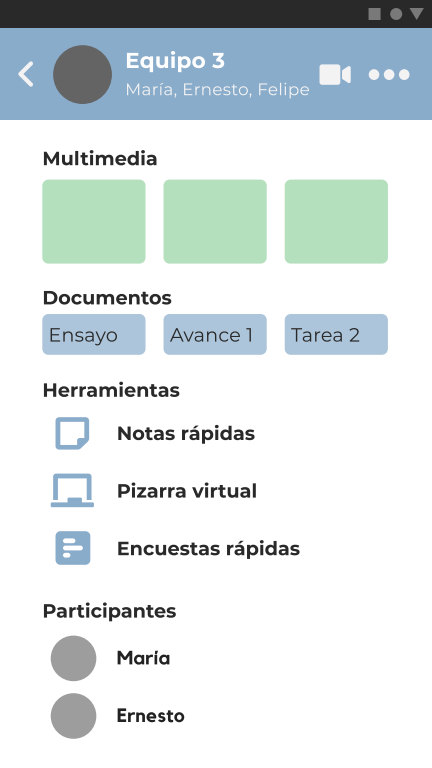 Equipo 3
María, Ernesto, Felipe
Multimedia
Documentos
Ensayo
Avance 1
Tarea 2
Herramientas
Notas rápidas
Pizarra virtual
Encuestas rápidas
Participantes
María
Ernesto